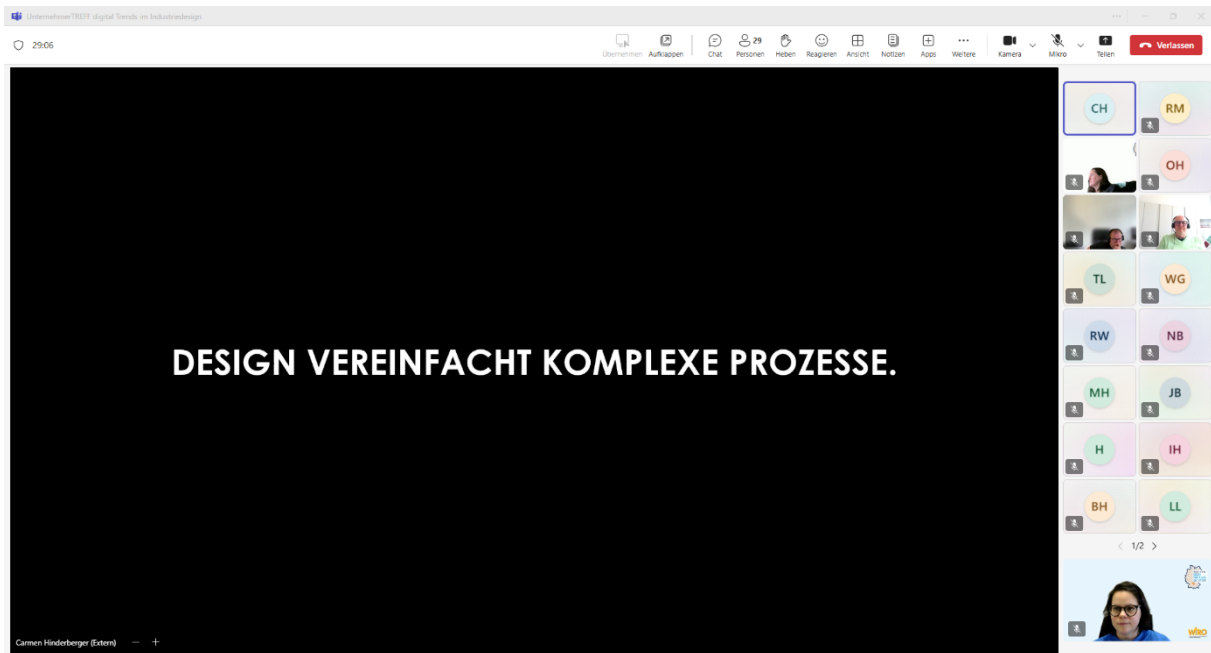 UnternehmerTREFF digital Trends im Industriedesign
29:06
Übernehmen
Aufklappen
Chat
29
Personen
Heben
Reagieren
Ansicht
Notizen
Apps
Weitere
Kamera
Mikro
Teilen
Verlassen
CH
RM
OH
TL
WG
RW
NB
MH
JB
H
IH
BH
LL
1/2
DESIGN VEREINFACHT KOMPLEXE PROZESSE.
Carmen Hinderberger (Extern)
WIRO